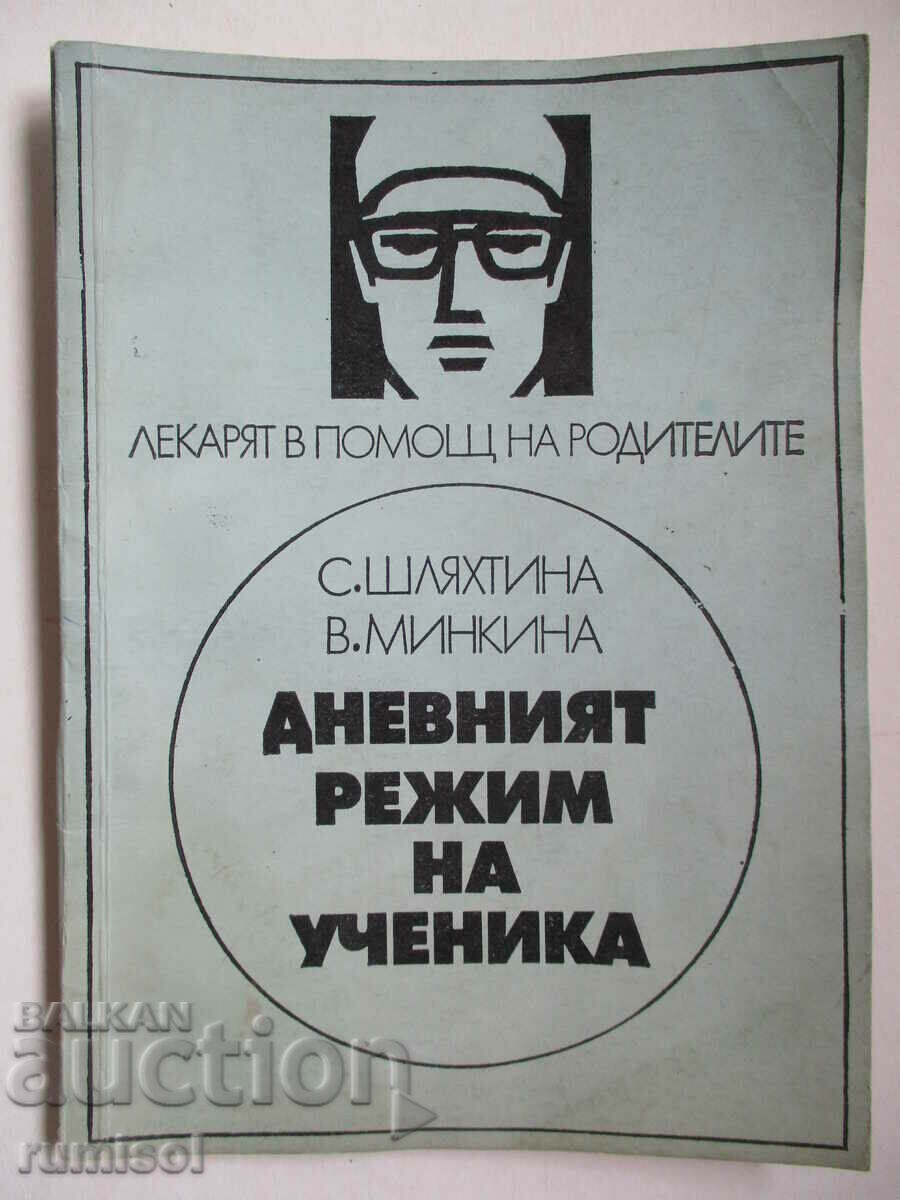 ЛЕКАРЯТ В ПОМОЩ НА РОДИТЕЛИТЕ
С. ШЛЯХТИНА
В. МИНКИНА
ДНЕВНИЯТ
РЕЖИМ
НА
УЧЕНИКА
BALKAN
auction
rumisol